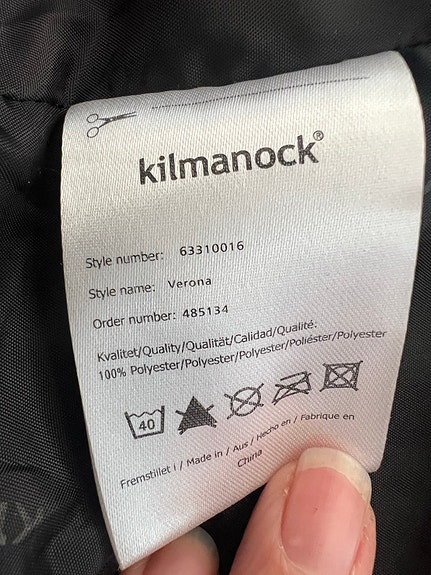 kilmanock®
Style number: 63310016
Style name: Verona
Order number: 485134
Kvalitet/Quality/Qualität/Calidad/Qualité:
100% Polyester/Polyester/Polyester/Poliéster/Polyester
40
Fremstillet i / Made in / Aus / Hecho en / Fabrique en
China